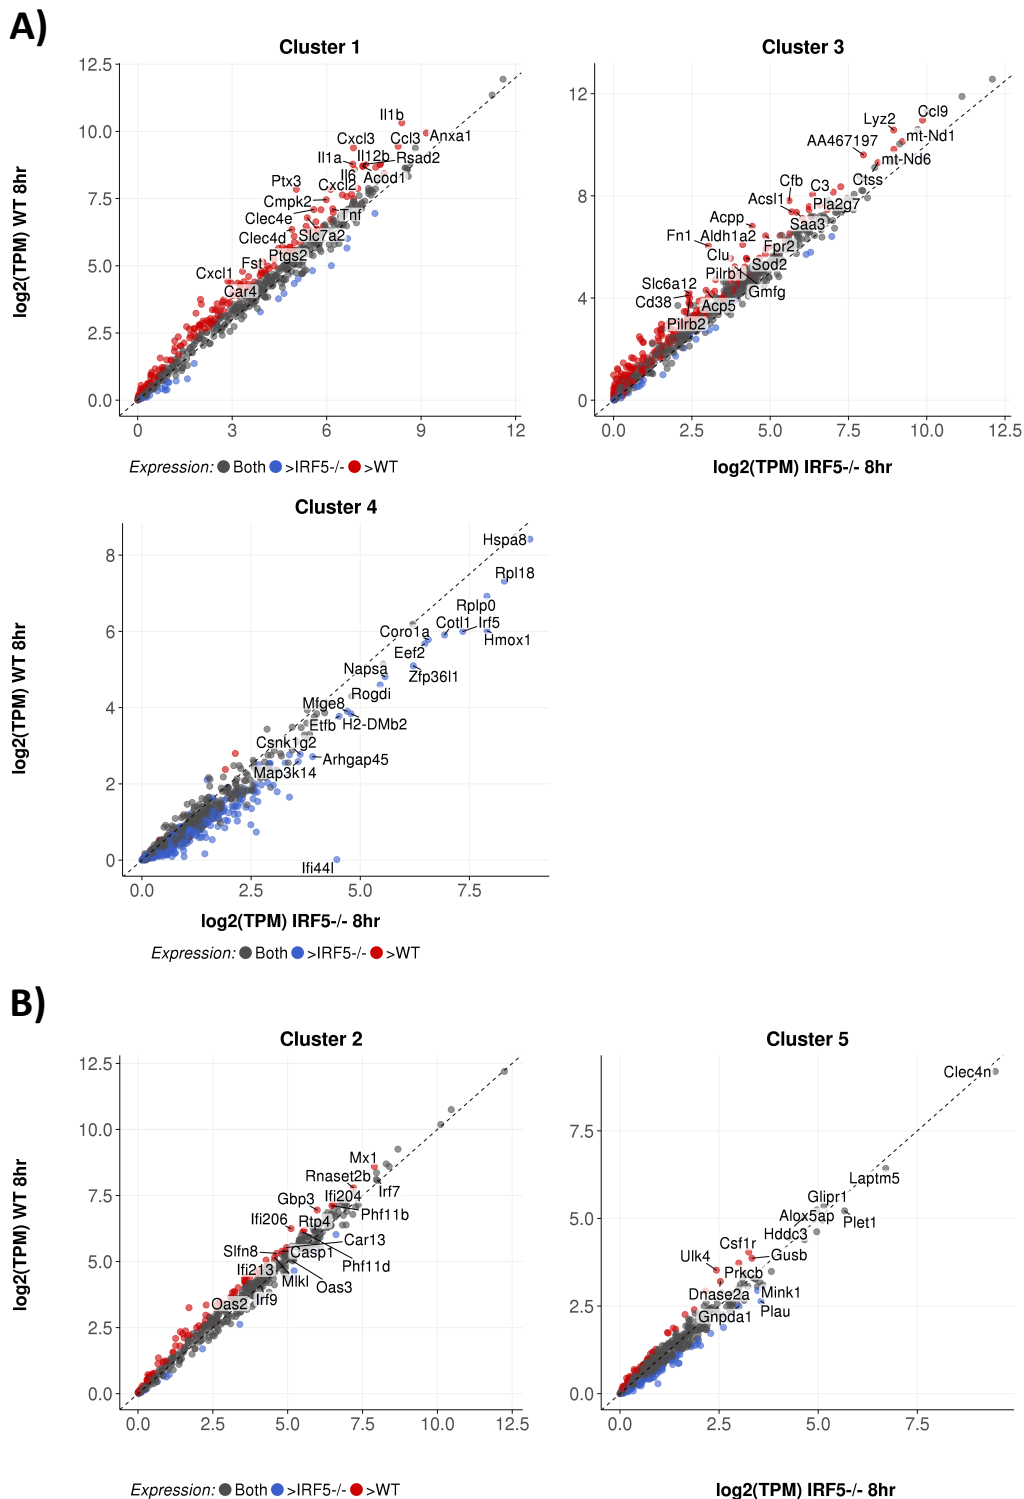 A)
Cluster 1
log2(TPM) WT 8hr
12.5
10.0
7.5
5.0
2.5
0.0
Il1b
Cxcl3
Ccl3
Anxa1
Il1a
Il12b
Rsad2
Il6
Acod1
Ptx3
Cxcl2
Cmpk2
Tnf
Clec4e
Slc7a2
Clec4d
Ptgs2
Fst
Cxcl1
Car4
0
3
6
9
12
Expression: Both >IRF5-/- >WT
Cluster 3
12
8
4
0
Lyz2
Ccl9
AA467197
mt-Nd1
mt-Nd6
Cfb
C3
Ctss
Acsl1
Pla2g7
Acpp
Saa3
Fn1
Aldh1a2
Fpr2
Clu
Sod2
Pilrb1
Slc6a12
Gmfg
Cd38
Acp5
Pilrb2
0.0
2.5
5.0
7.5
10.0
12.5
log2(TPM) IRF5-/- 8hr
Cluster 4
log2(TPM) WT 8hr
8
6
4
2
0
Hspa8
Rpl18
Rplp0
Cotl1
Irf5
Coro1a
Hmox1
Eef2
Napsa
Zfp36l1
Rogdi
Mfge8
Etfb
H2-DMb2
Csnk1g2
Arhgap45
Map3k14
Ifi44l
0.0
2.5
5.0
7.5
log2(TPM) IRF5-/- 8hr
Expression: Both >IRF5-/- >WT
B)
Cluster 2
log2(TPM) WT 8hr
12.5
10.0
7.5
5.0
2.5
0.0
Mx1
Rnaset2b
Irf7
Gbp3
Ifi204
Phf11b
Ifi206
Rtp4
Car13
Slfn8
Casp1
Phf11d
Ifi213
Mlkl
Oas3
Oas2
Irf9
0.0
2.5
5.0
7.5
10.0
12.5
Expression: Both >IRF5-/- >WT
Cluster 5
7.5
5.0
2.5
0.0
Clec4n
Laptm5
Glipr1
Alox5ap
Plet1
Hddc3
Csf1r
Gusb
Ulk4
Prkcb
Dnase2a
Mink1
Plau
Gnpda1
0.0
2.5
5.0
7.5
log2(TPM) IRF5-/- 8hr